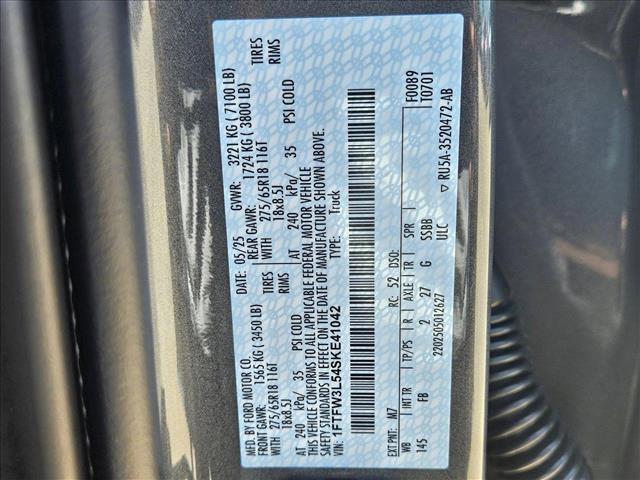 MFD. BY FORD MOTOR CO. DATE: 05/25 GVWR: 3221 KG ( 7100 LB)
FRONT GAWR: 1565 KG ( 3450 LB) REAR GAWR: 1724 KG ( 3800 LB)
WITH 275/65R18 116T TIRES WITH 275/65R18 116T TIRES
18x8.5J RIMS 18x8.5J RIMS
AT 240 kPa/ 35 PSI COLD AT 240 kPa/ 35 PSI COLD
THIS VEHICLE CONFORMS TO ALL APPLICABLE FEDERAL MOTOR VEHICLE
SAFETY STANDARDS IN EFFECT ON THE DATE OF MANUFACTURE SHOWN ABOVE.
VIN: 1FTFW3L54SKE41042 TYPE: Truck
F0089
T0701
EXT PNT: M7 RC: 52 DSO:
WB INT TR TP/PS R AXLE TR SPR
145 FB 2 27 G SSBB
2202505012627 ULC ▽ RU5A-3520472-AB